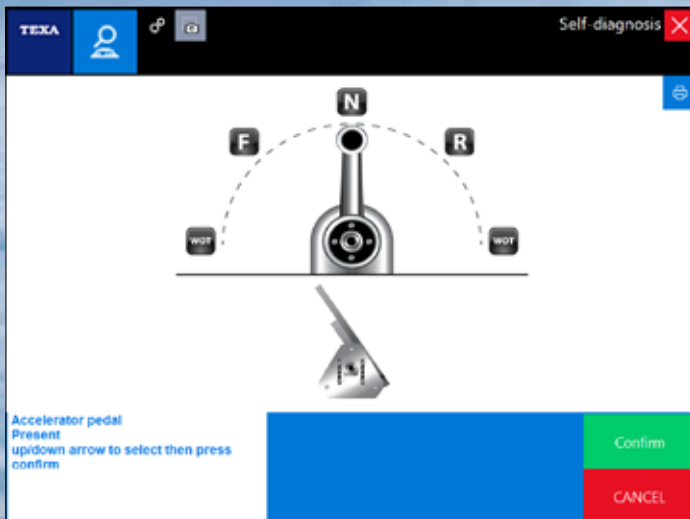 TEXA
Self-diagnosis
N
F
R
WOT
WOT
Accelerator pedal
Present
up/down arrow to select then press
confirm
Confirm
CANCEL